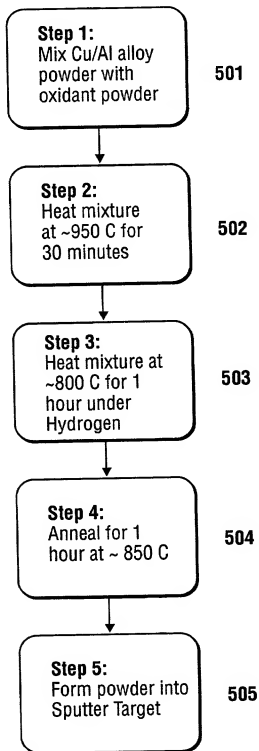 Step 1:
Mix Cu/Al alloy
powder with
oxidant powder
501
Step 2:
Heat mixture
at ~950 C for
30 minutes
502
Step 3:
Heat mixture at
~800 C for 1
hour under
Hydrogen
503
Step 4:
Anneal for 1
hour at ~ 850 C
504
Step 5:
Form powder into
Sputter Target
505